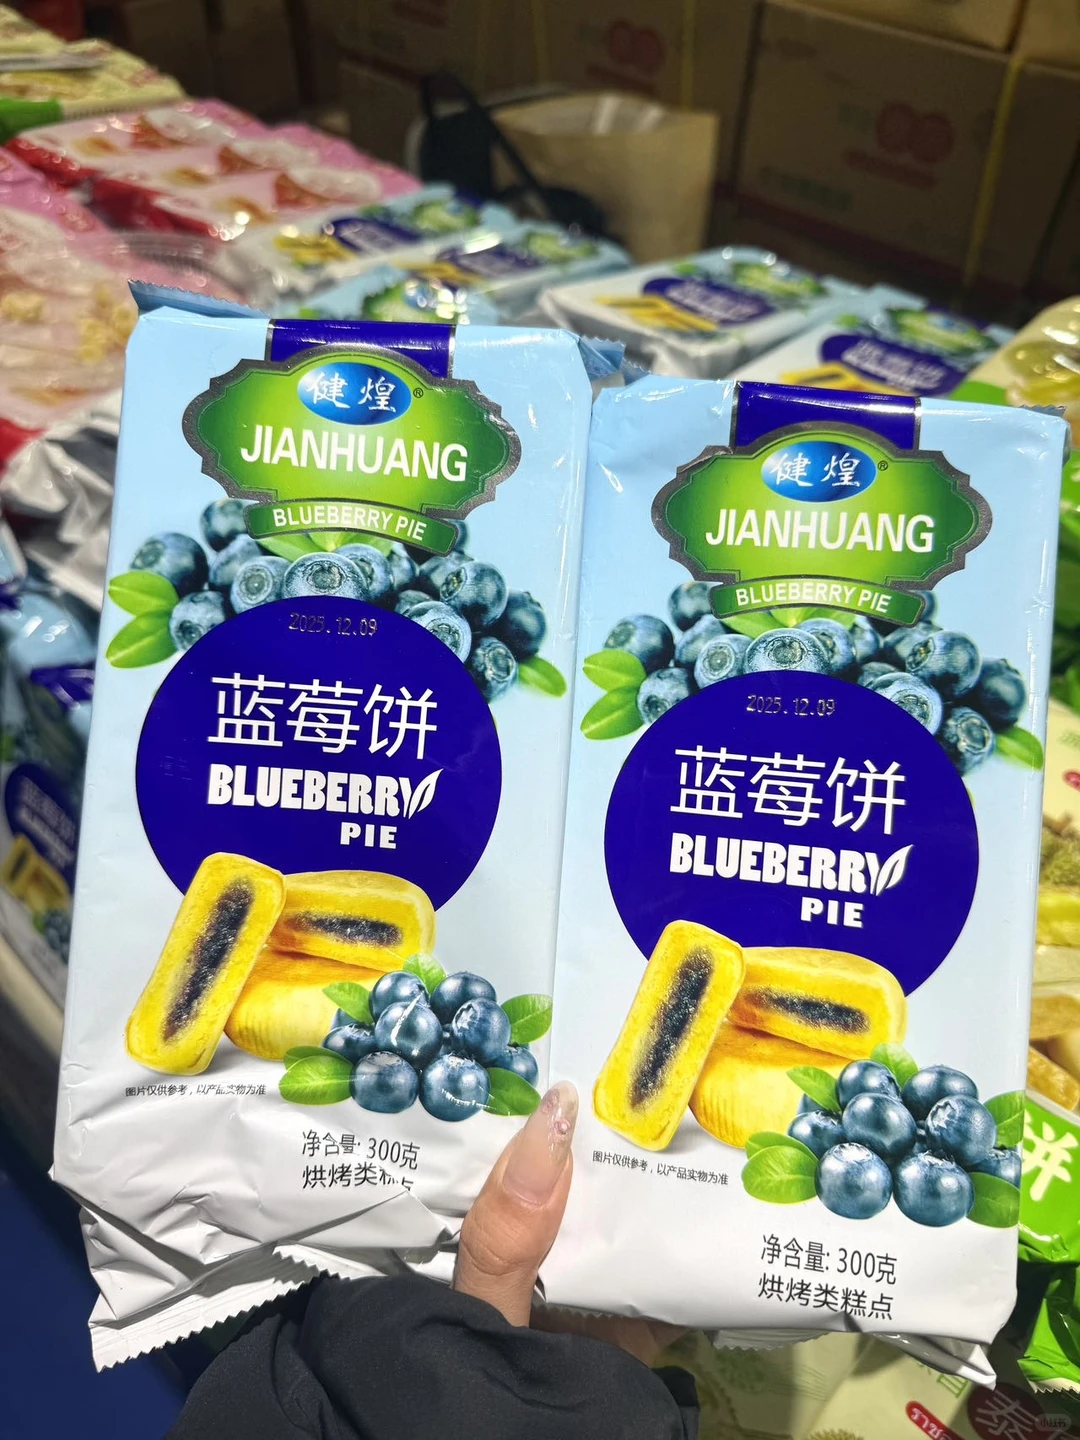 健煌®
JIANHUANG
BLUEBERRY PIE
2025.12.09
蓝莓饼
BLUEBERRY
PIE
图片仅供参考，以产品实物为准
净含量: 300克
烘烤类糕点
健煌®
JIANHUANG
BLUEBERRY PIE
2025.12.09
蓝莓饼
BLUEBERRY
PIE
图片仅供参考，以产品实物为准
净含量: 300克
烘烤类糕点
饼
泰